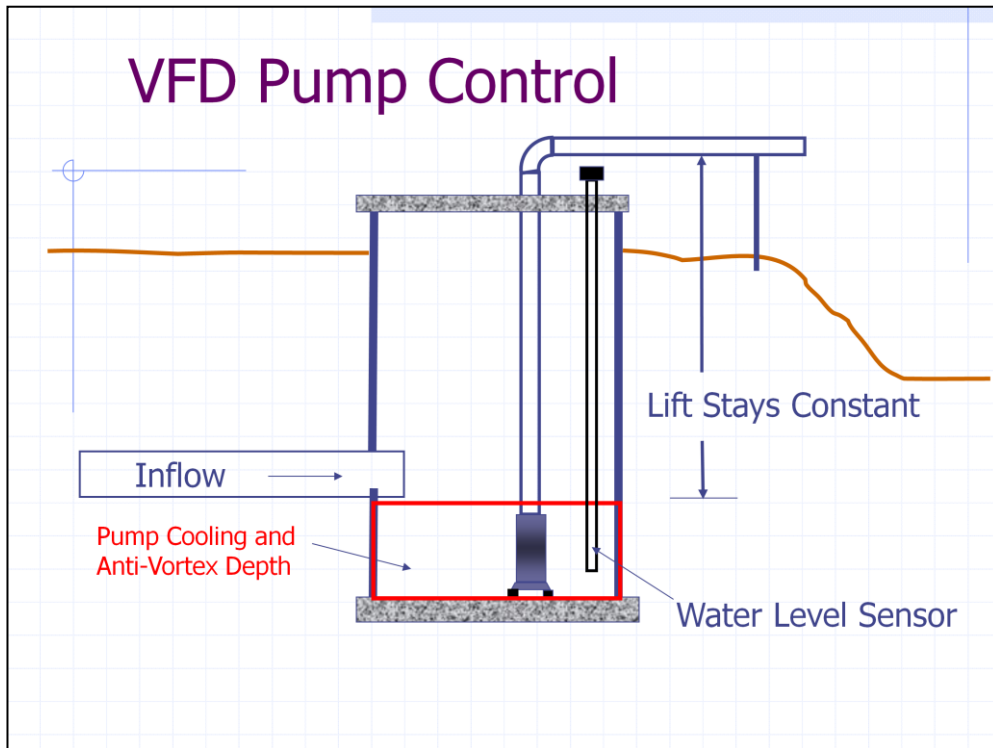 VFD Pump Control
Lift Stays Constant
Inflow
Pump Cooling and
Anti-Vortex Depth
Water Level Sensor